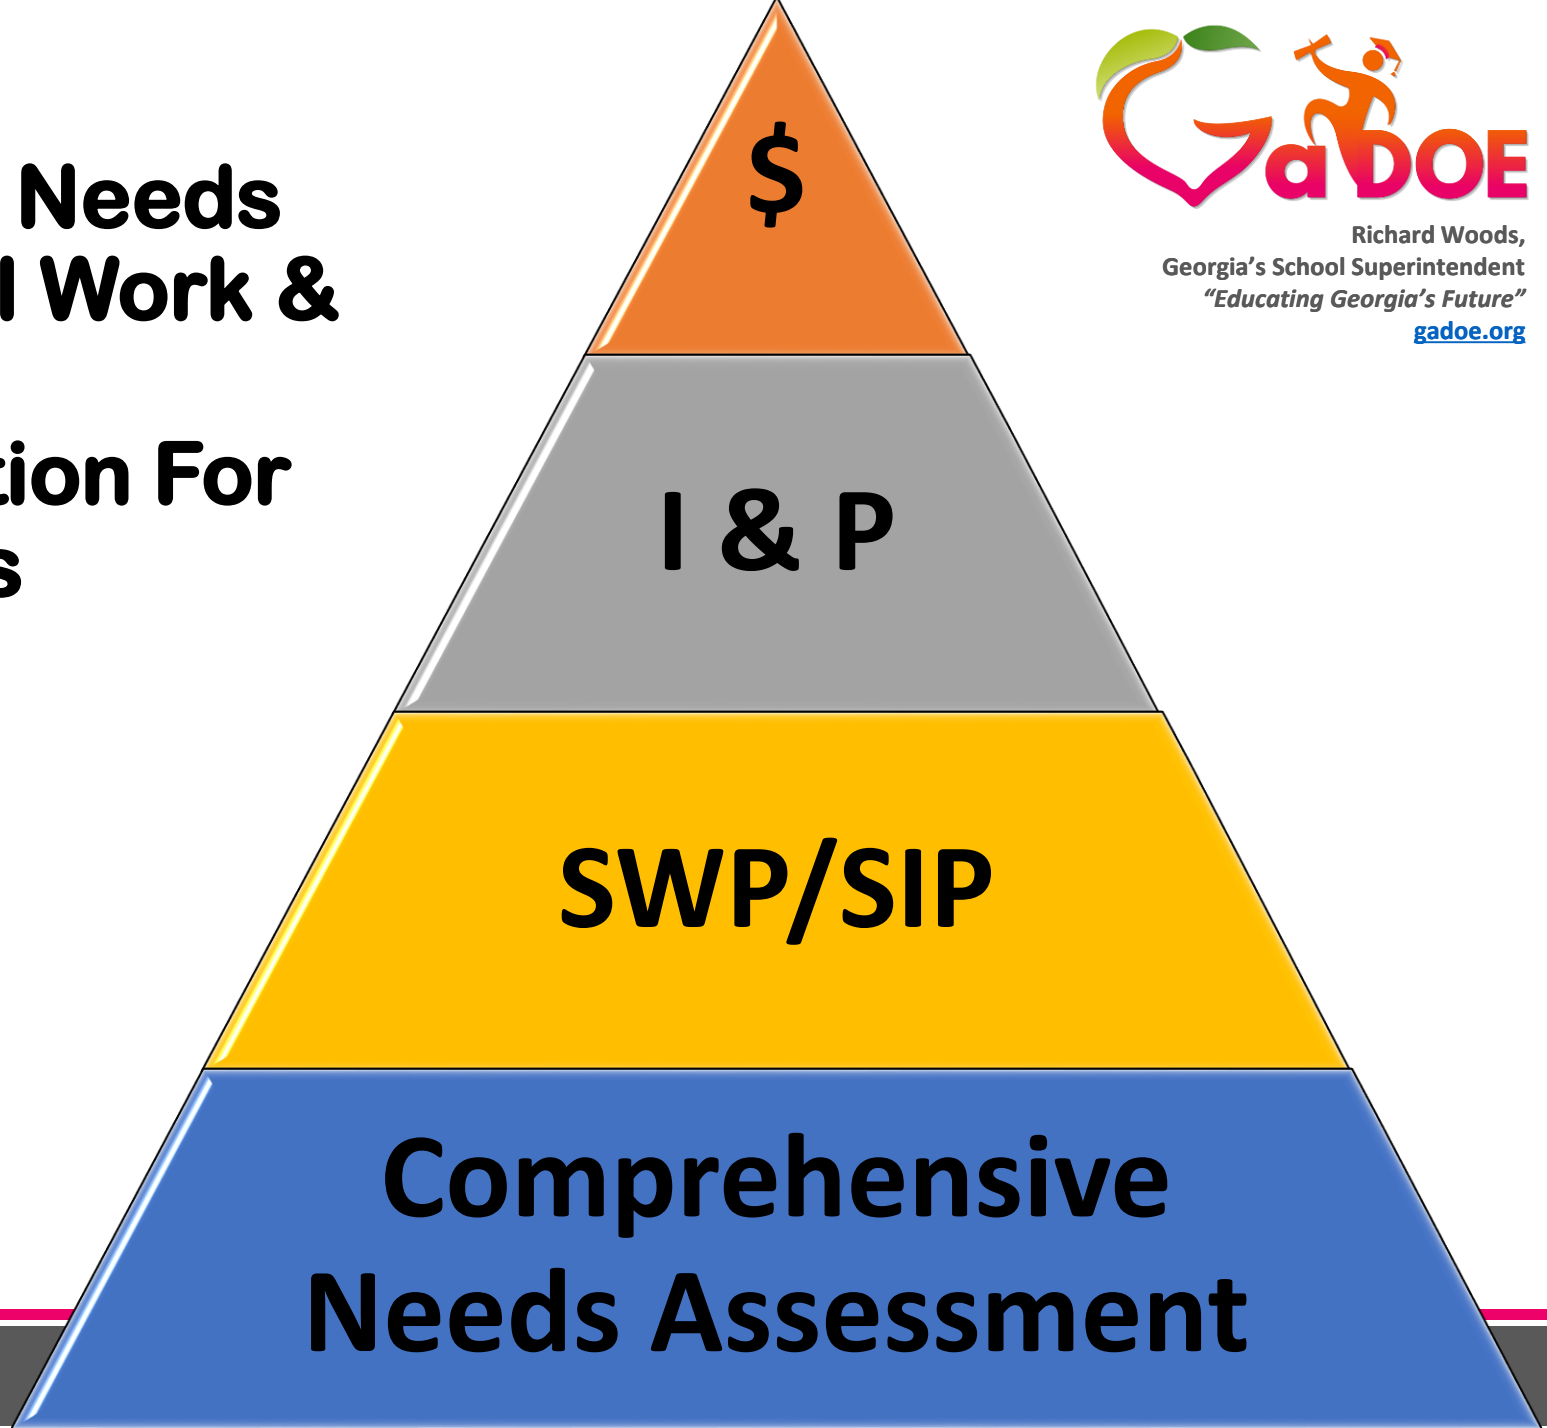 Needs
Work &
tion For
s
$
I & P
SWP/SIP
Comprehensive
Needs Assessment
GaDOE
Richard Woods,
Georgia’s School Superintendent
“Educating Georgia’s Future”
gadoe.org